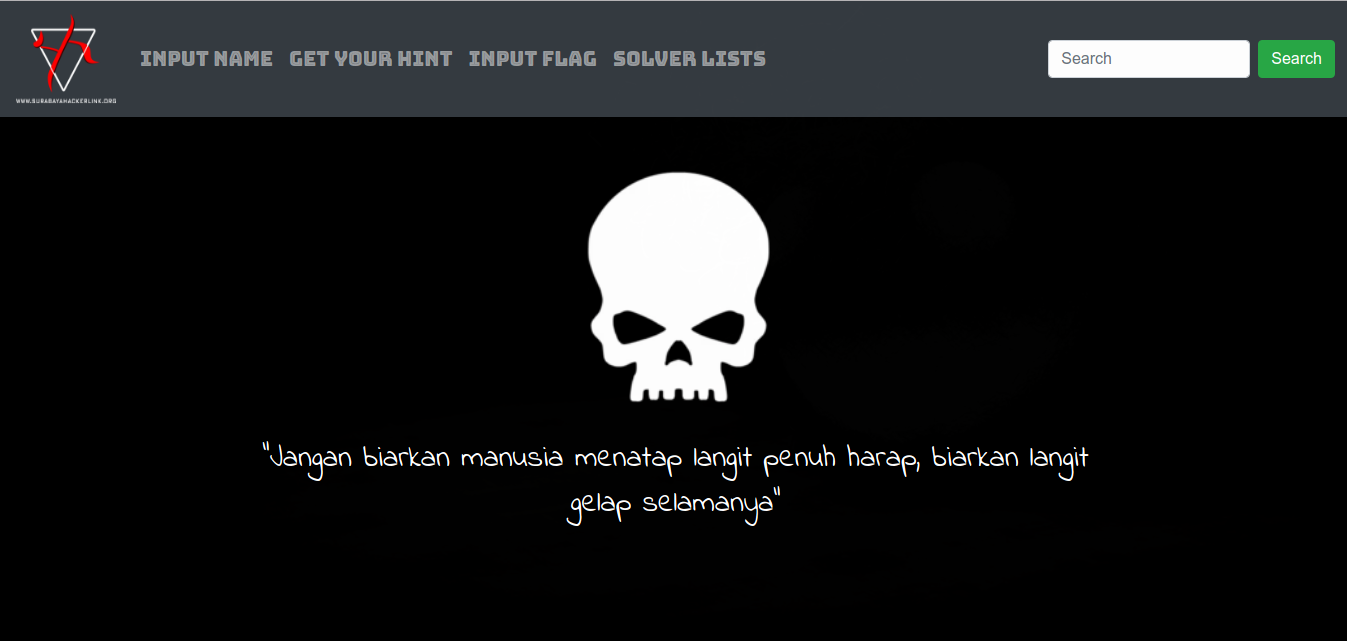 INPUT NAME GET YOUR HINT INPUT FLAG SOLVER LISTS Search Search
WWW.SURABAYAHACKERLINK.ORG
"Jangan biarkan manusia menatap langit penuh harap, biarkan langit
gelap selamanya"